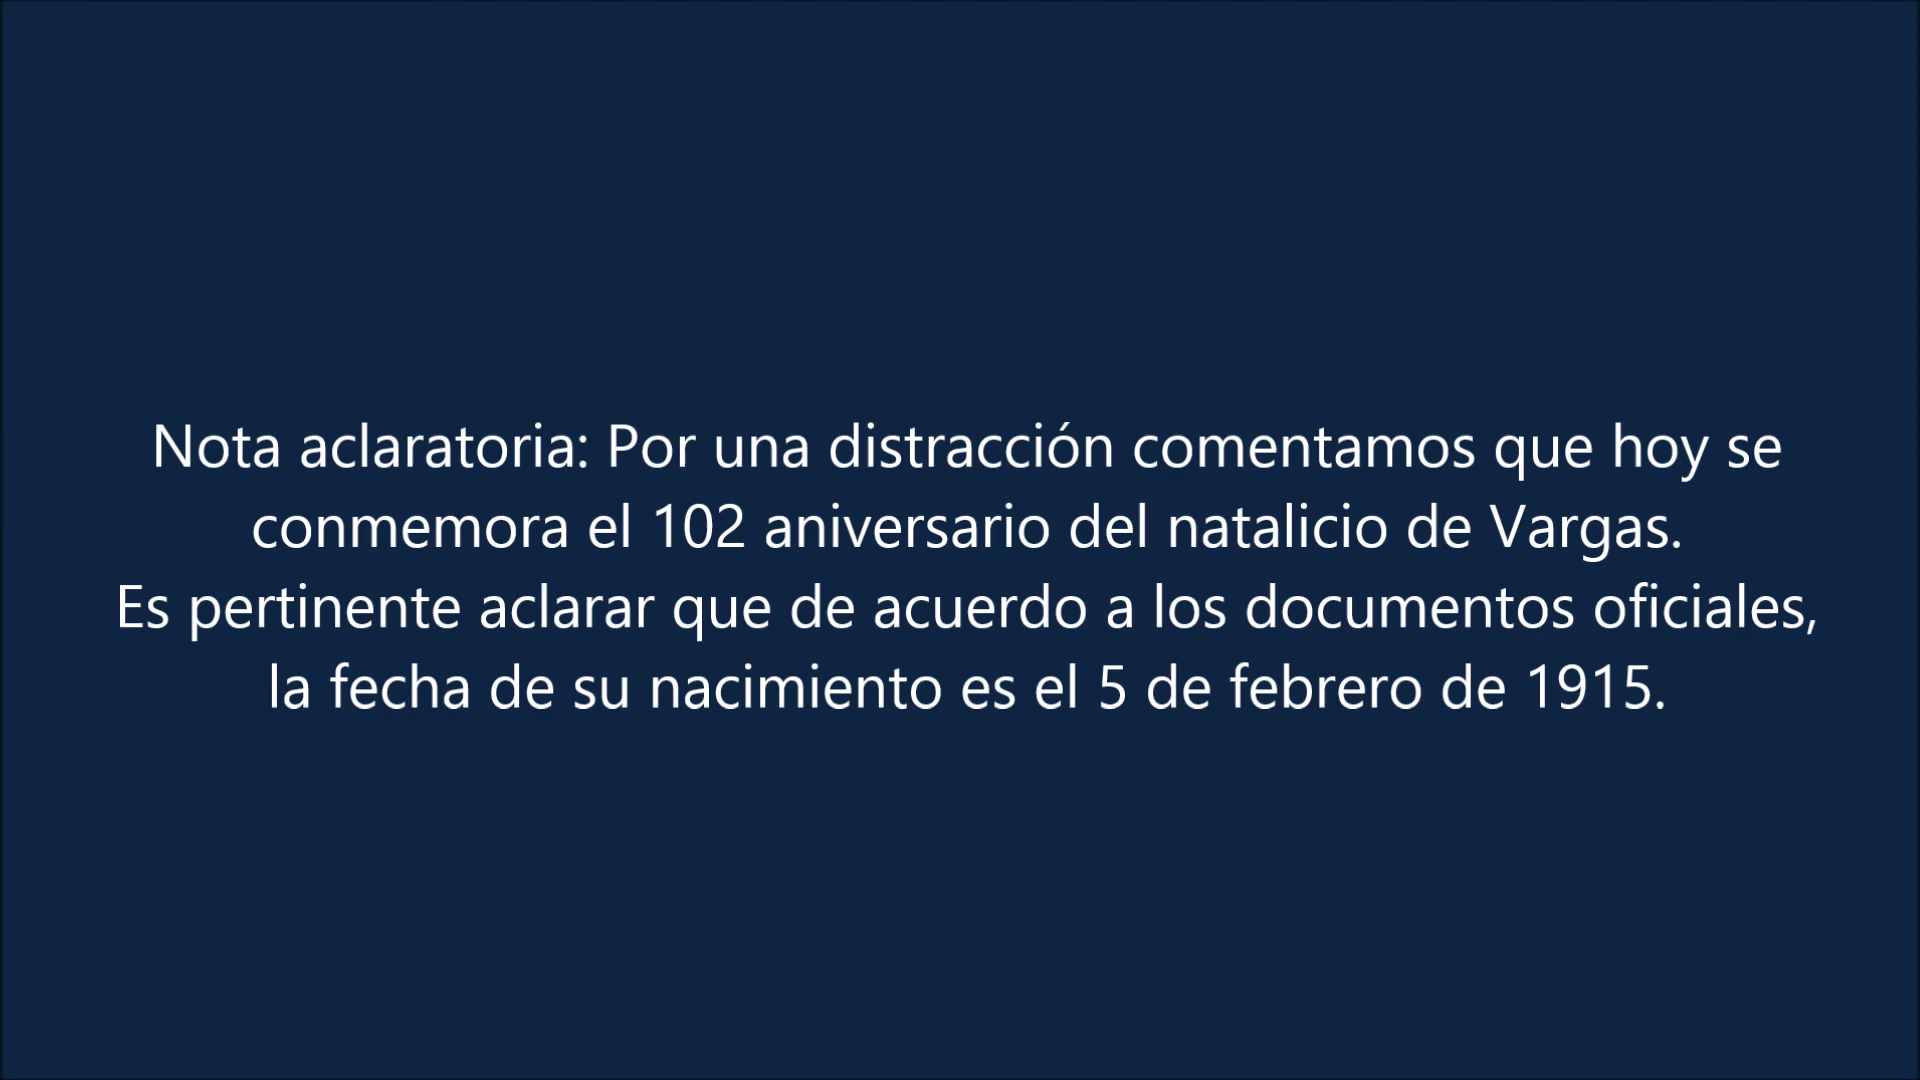 Nota aclaratoria: Por una distracción comentamos que hoy se
conmemora el 102 aniversario del natalicio de Vargas.
Es pertinente aclarar que de acuerdo a los documentos oficiales,
la fecha de su nacimiento es el 5 de febrero de 1915.